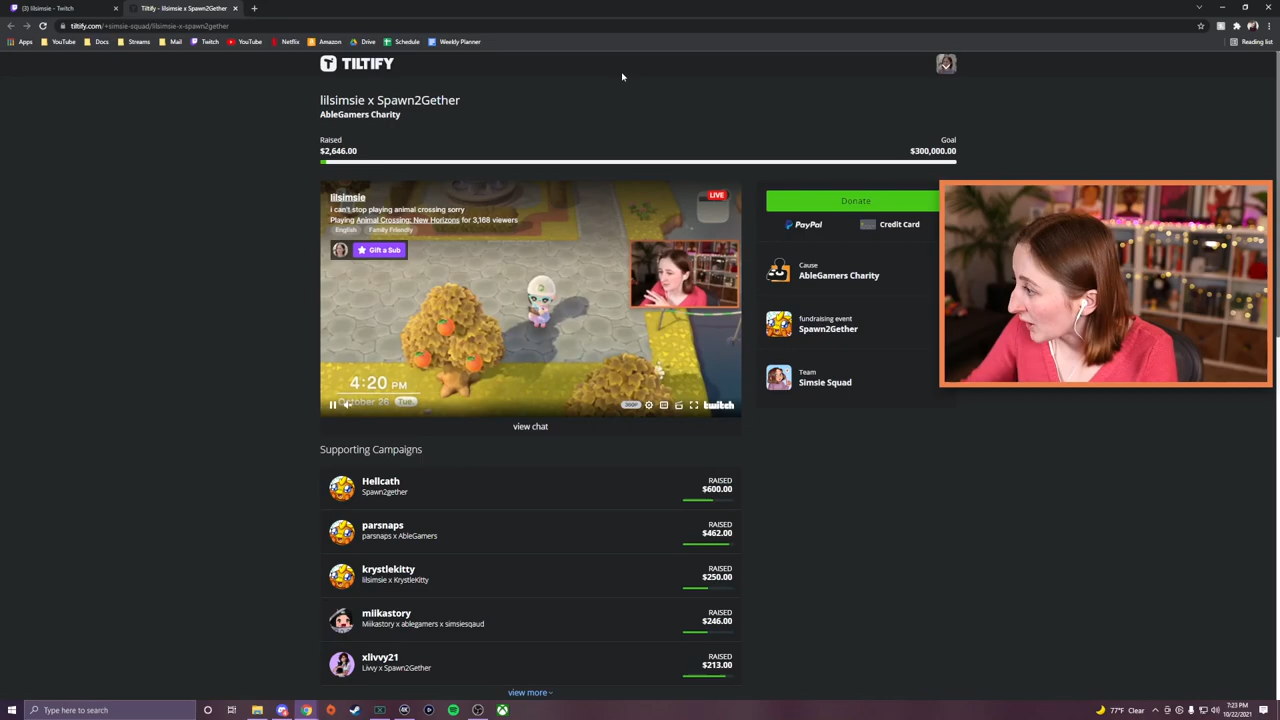 (3) lilsimsie - Twitch
Tiltify - lilsimsie x Spawn2Gether
tiltify.com/+simsie-squad/lilsimsie-x-spawn2gether
Apps YouTube Docs Streams Mail Twitch YouTube Netflix Amazon Drive Schedule Weekly Planner Reading list
TILTIFY
lilsimsie x Spawn2Gether
AbleGamers Charity
Raised Goal
$2,646.00 $300,000.00
lilsimsie LIVE
i can't stop playing animal crossing sorry
Playing Animal Crossing: New Horizons for 3,168 viewers
English Family Friendly
Gift a Sub
4:20 PM
October 26 Tue.
twitch
view chat
Donate
PayPal Credit Card
Cause
AbleGamers Charity
fundraising event
Spawn2Gether
Team
Simsie Squad
Supporting Campaigns
Hellcath RAISED
Spawn2gether $600.00
parsnaps RAISED
parsnaps x AbleGamers $462.00
krystlekitty RAISED
lilsimsie x KrystleKitty $250.00
miikastory RAISED
Miikastory x ablegamers x simsiesqaud $246.00
xlivvy21 RAISED
Livvy x Spawn2Gether $213.00
view more
Type here to search
77°F Clear
7:23 PM
10/22/2021